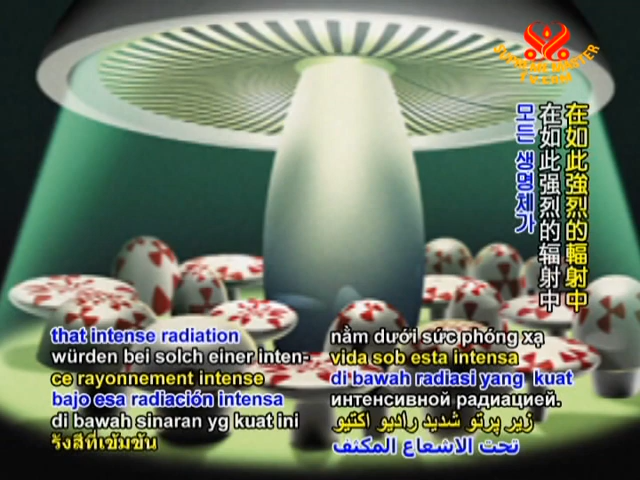 SUPREME MASTER
TV.COM
在如此強烈的輻射中
在如此强烈的辐射中
모든 생명체가
that intense radiation
würden bei solch einer inten-
ce rayonnement intense
bajo esa radiación intensa
di bawah sinaran yg kuat ini
รังสีที่เข้มข้น
nằm dưới sức phóng xạ
vida sob esta intensa
di bawah radiasi yang kuat
интенсивной радиацией.
زیر پرتو شدید رادیو اکتیو
تحت الاشعاع المكثف